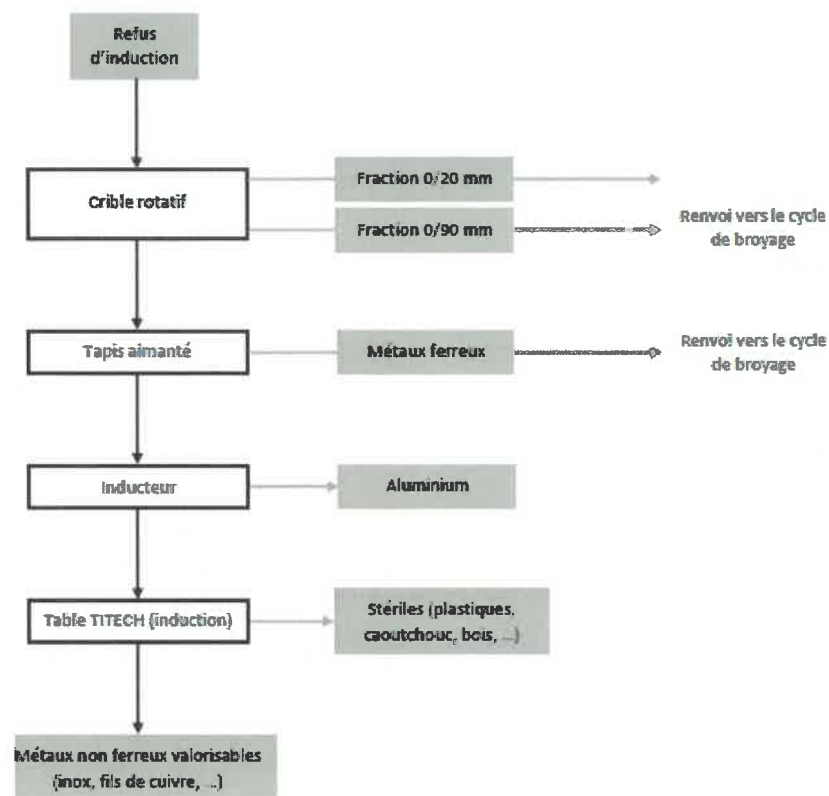 Refus
d'induction
Crible rotatif
Fraction 0/20 mm
Fraction 0/90 mm
Renvoi vers le cycle
de broyage
Tapis aimanté
Métaux ferreux
Renvoi vers le cycle
de broyage
Inducteur
Aluminium
Table TITECH (induction)
Stériles (plastiques,
caoutchouc, bois, ...)
Métaux non ferreux valorisables
(inox, fils de cuivre, ...)